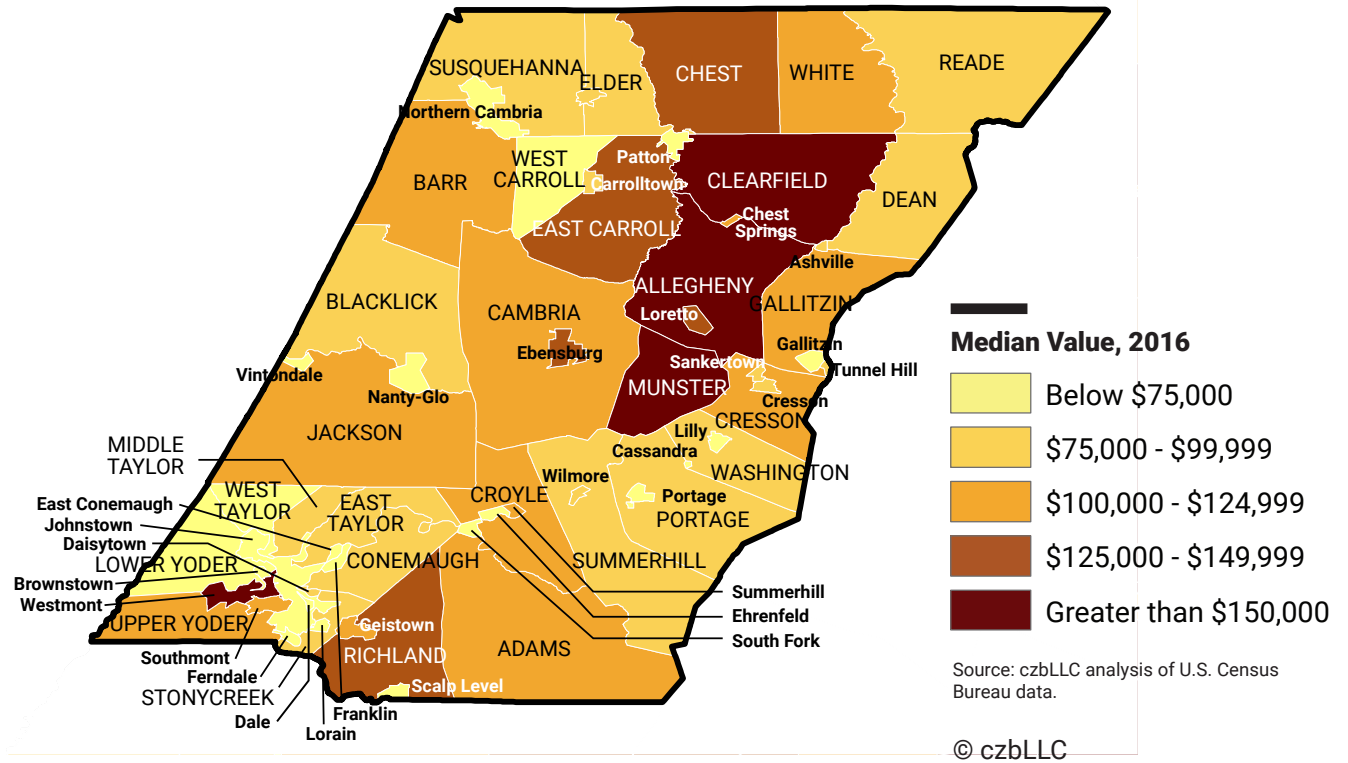 SUSQUEHANNA
ELDER
CHEST
WHITE
READE
Northern Cambria
WEST
CARROLL
Patton
Carrolltown
BARR
CLEARFIELD
DEAN
EAST CARROLL
Chest
Springs
Ashville
BLACKLICK
CAMBRIA
ALLEGHENY
GALLITZIN
Loretto
Ebensburg
Gallitzin
Sankertown
Tunnel Hill
Vintondale
Nanty-Glo
MUNSTER
Cresson
CRESSON
JACKSON
Lilly
Cassandra
MIDDLE
TAYLOR
WASHINGTON
Wilmore
WEST
TAYLOR
EAST
TAYLOR
CROYLE
Portage
PORTAGE
East Conemaugh
Johnstown
Daisytown
LOWER YODER
CONEMAUGH
SUMMERHILL
Brownstown
Westmont
Summerhill
Ehrenfeld
South Fork
UPPER YODER
Geistown
RICHLAND
ADAMS
Southmont
Ferndale
STONYCREEK
Scalp Level
Dale
Franklin
Lorain
Median Value, 2016
Below $75,000
$75,000 - $99,999
$100,000 - $124,999
$125,000 - $149,999
Greater than $150,000
Source: czbLLC analysis of U.S. Census
Bureau data.
© czbLLC